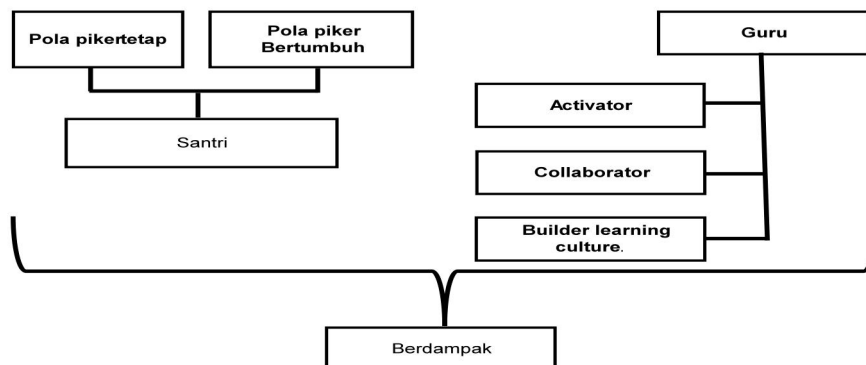 Pola pikertetap
Pola piker
Bertumbuh
Guru
Activator
Santri
Collaborator
Builder learning
culture.
Berdampak